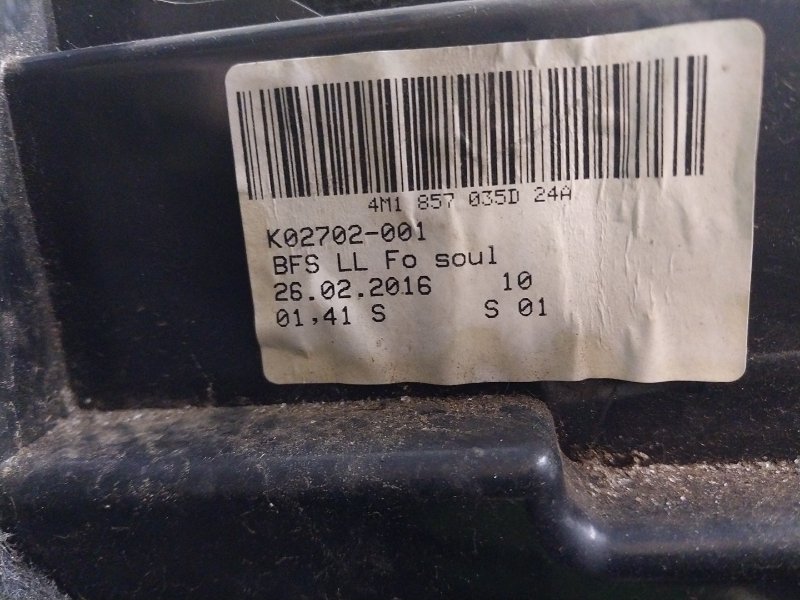 4M1 857 035D 24A
K02702-001
BFS LL Fo soul
26.02.2016 10
01,41 S S 01